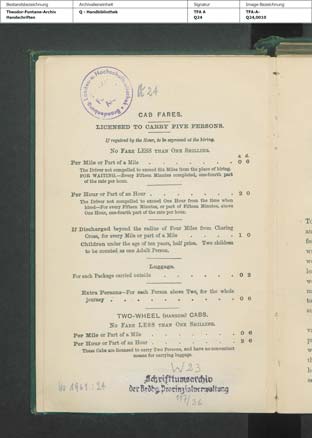 Bestandsbezeichnung
Archivalieneinheit
Signatur
Image-Bezeichnung
Theodor-Fontane-Archiv
Handschriften
Q - Handbibliothek
TFA A
Q24
TFA-A-
Q24,0010
Q 24
CAB FARES.
LICENSED TO CARRY FIVE PERSONS.
If required by the Hirer, to be expressed at the hiring.
NO FARE LESS THAN ONE SHILLING.
s. d.
Per Mile or Part of a Mile . . . . . . . 0 6
The Driver not compelled to exceed Six Miles from the place of hiring.
FOR WAITING.—Every Fifteen Minutes completed, one-fourth part
of the rate per hour.
Per Hour or Part of an Hour . . . . . . . 2 0
The Driver not compelled to exceed One Hour from the time when
hired—For every Fifteen Minutes, or part of Fifteen Minutes, above
One Hour, one-fourth part of the rate per hour.
If Discharged beyond the radius of Four Miles from Charing
Cross, for every Mile or part of a Mile . . . . . 1 0
Children under the age of ten years, half price. Two children
to be counted as one Adult Person.
Luggage.
For each Package carried outside . . . . . . 0 2
Extra Persons—For each Person above Two, for the whole
journey . . . . . . . . . . 0 6
TWO-WHEEL (HANSOM) CABS.
NO FARE LESS THAN ONE SHILLING.
Per Mile or Part of a Mile . . . . . . . 0 6
Per Hour or Part of an Hour . . . . . . . 2 6
These Cabs are licensed to carry Two Persons, and have no convenient
means for carrying luggage.
W 23
Schrifttumsarchiv
der Brdbg. Provinzialverwaltung